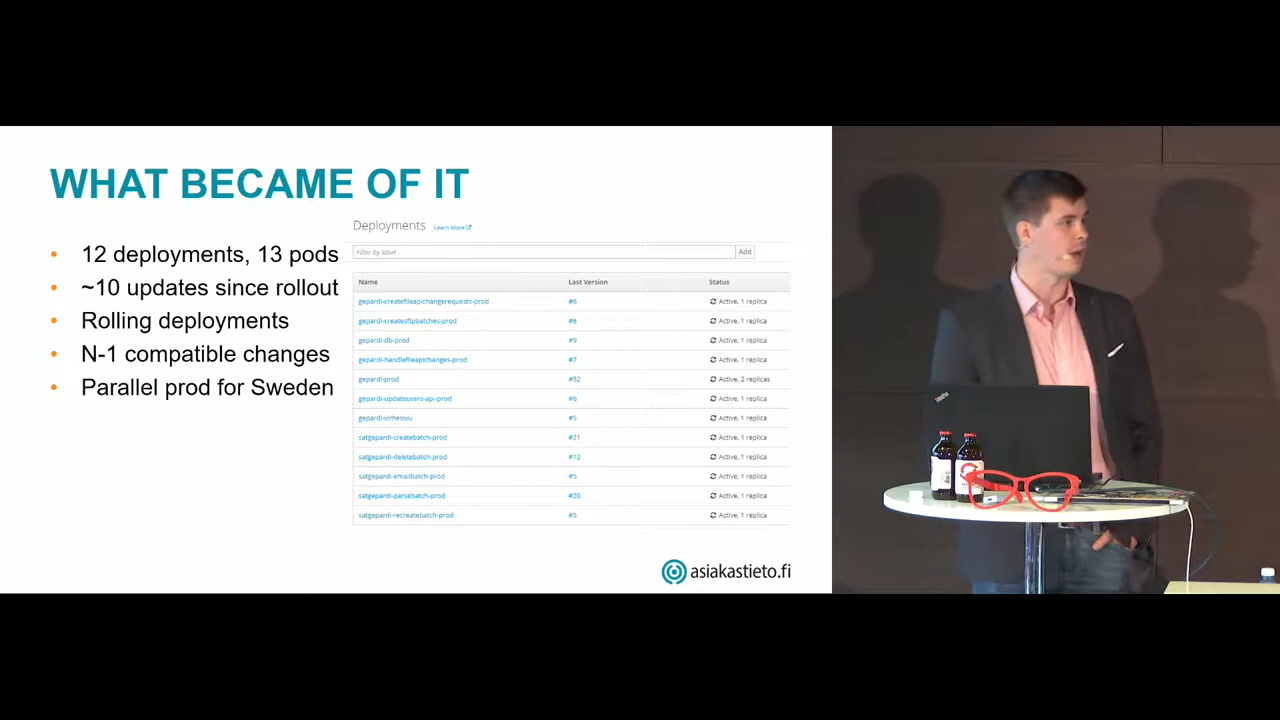 WHAT BECAME OF IT
• 12 deployments, 13 pods
• ~10 updates since rollout
• Rolling deployments
• N-1 compatible changes
• Parallel prod for Sweden
Deployments Learn More
Filter by label Add
Name Last Version Status
gepardi-createfileapichangerequests-prod #6 Active, 1 replica
gepardi-createsftpbatches-prod #6 Active, 1 replica
gepardi-db-prod #9 Active, 1 replica
gepardi-handlefileapichanges-prod #7 Active, 1 replica
gepardi-prod #52 Active, 2 replicas
gepardi-updateusers-api-prod #6 Active, 1 replica
gepardi-virhesivu #5 Active, 1 replica
satgepardi-createbatch-prod #21 Active, 1 replica
satgepardi-deletebatch-prod #12 Active, 1 replica
satgepardi-emailbatch-prod #5 Active, 1 replica
satgepardi-parsebatch-prod #20 Active, 1 replica
satgepardi-recreatebatch-prod #5 Active, 1 replica
asiakastieto.fi
ThinkPad